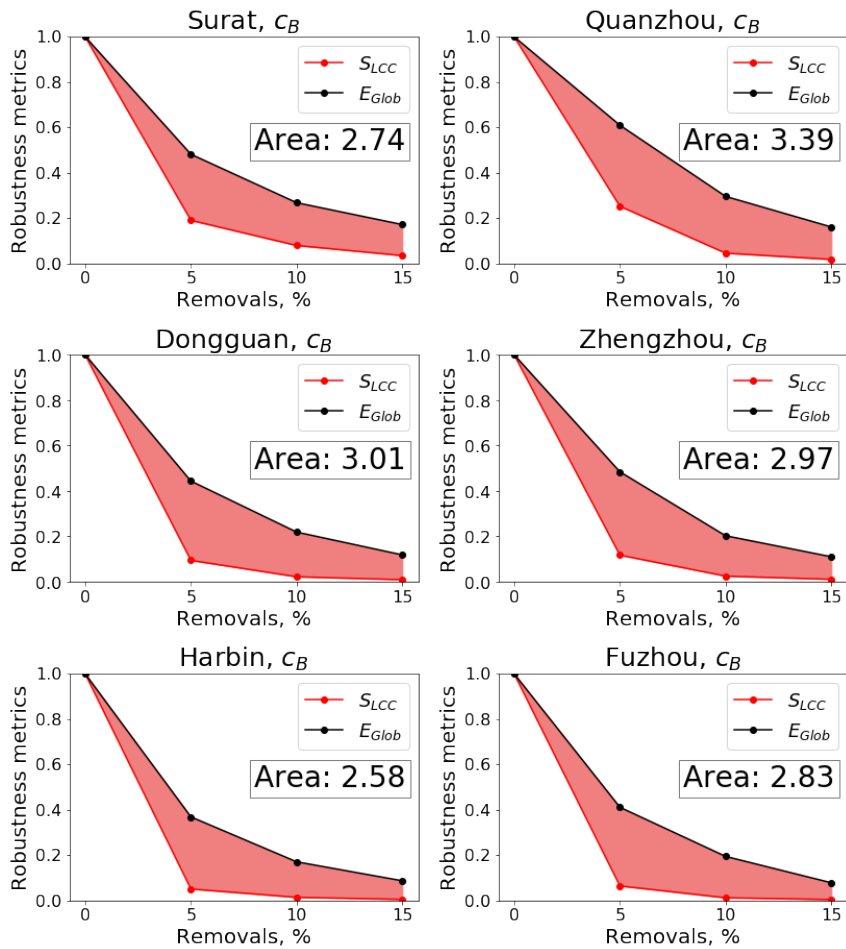 Surat, c_B
Robustness metrics
1.0
0.8
0.6
0.4
0.2
0.0
S_LCC
E_Glob
Area: 2.74
0 5 10 15
Removals, %
Quanzhou, c_B
Robustness metrics
1.0
0.8
0.6
0.4
0.2
0.0
S_LCC
E_Glob
Area: 3.39
0 5 10 15
Removals, %
Dongguan, c_B
Robustness metrics
1.0
0.8
0.6
0.4
0.2
0.0
S_LCC
E_Glob
Area: 3.01
0 5 10 15
Removals, %
Zhengzhou, c_B
Robustness metrics
1.0
0.8
0.6
0.4
0.2
0.0
S_LCC
E_Glob
Area: 2.97
0 5 10 15
Removals, %
Harbin, c_B
Robustness metrics
1.0
0.8
0.6
0.4
0.2
0.0
S_LCC
E_Glob
Area: 2.58
0 5 10 15
Removals, %
Fuzhou, c_B
Robustness metrics
1.0
0.8
0.6
0.4
0.2
0.0
S_LCC
E_Glob
Area: 2.83
0 5 10 15
Removals, %